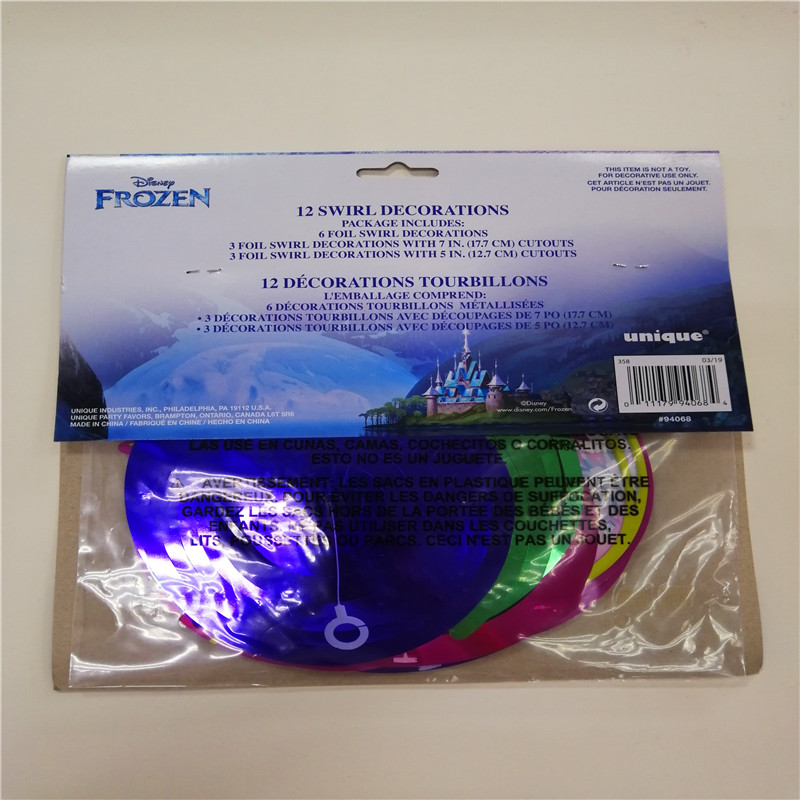 Disney
FROZEN
THIS ITEM IS NOT A TOY.
FOR DECORATIVE USE ONLY.
CET ARTICLE N'EST PAS UN JOUET.
POUR DÉCORATION SEULEMENT.
12 SWIRL DECORATIONS
PACKAGE INCLUDES:
6 FOIL SWIRL DECORATIONS
3 FOIL SWIRL DECORATIONS WITH 7 IN. (17.7 CM) CUTOUTS
3 FOIL SWIRL DECORATIONS WITH 5 IN. (12.7 CM) CUTOUTS
12 DÉCORATIONS TOURBILLONS
L'EMBALLAGE COMPREND:
6 DÉCORATIONS TOURBILLONS MÉTALLISÉES
• 3 DÉCORATIONS TOURBILLONS AVEC DÉCOUPAGES DE 7 PO (17.7 CM)
• 3 DÉCORATIONS TOURBILLONS AVEC DÉCOUPAGES DE 5 PO (12.7 CM)
unique®
358 03/19
0 11179 94068 4
#94068
©Disney
www.disney.com/Frozen
UNIQUE INDUSTRIES, INC., PHILADELPHIA, PA 19112 U.S.A.
UNIQUE PARTY FAVORS, BRAMPTON, ONTARIO, CANADA L6T 5R6
MADE IN CHINA / FABRIQUÉ EN CHINE / HECHO EN CHINA
LAS USE EN CUNAS, CAMAS, COCHECITOS O CORRALITOS.
ESTO NO ES UN JUGUETE.
AVERTISSEMENT: LES SACS EN PLASTIQUE PEUVENT ÊTRE
DANGEREUX. POUR ÉVITER LES DANGERS DE SUFFOCATION,
GARDEZ LES SACS HORS DE LA PORTÉE DES BÉBÉS ET DES
ENFANTS. NE PAS UTILISER DANS LES COUCHETTES,
LITS, POUSSETTES OU PARCS. CECI N'EST PAS UN JOUET.